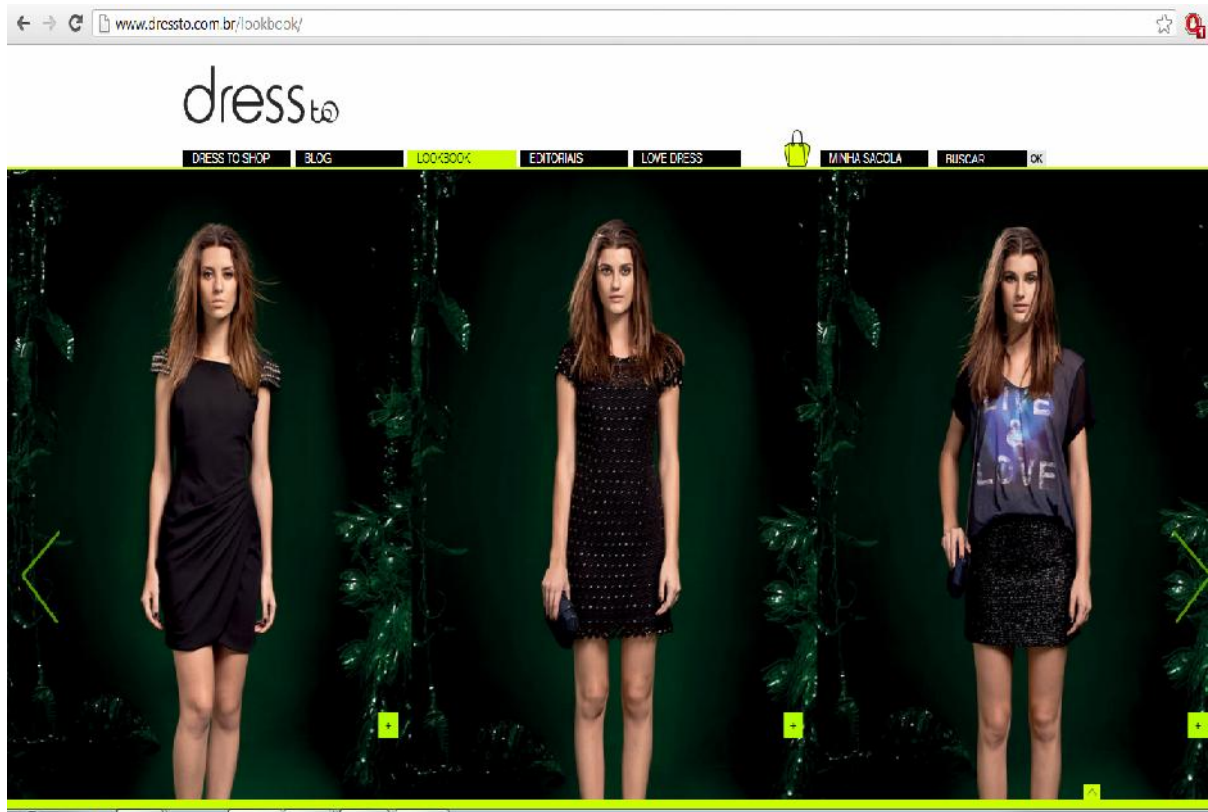 www.dressto.com.br/lookbook/
dress to
DRESS TO SHOP BLOG LOOKBOOK EDITORIAIS LOVE DRESS MINHA SACOLA BUSCAR OK
LIVE
&
LOVE
+ + +